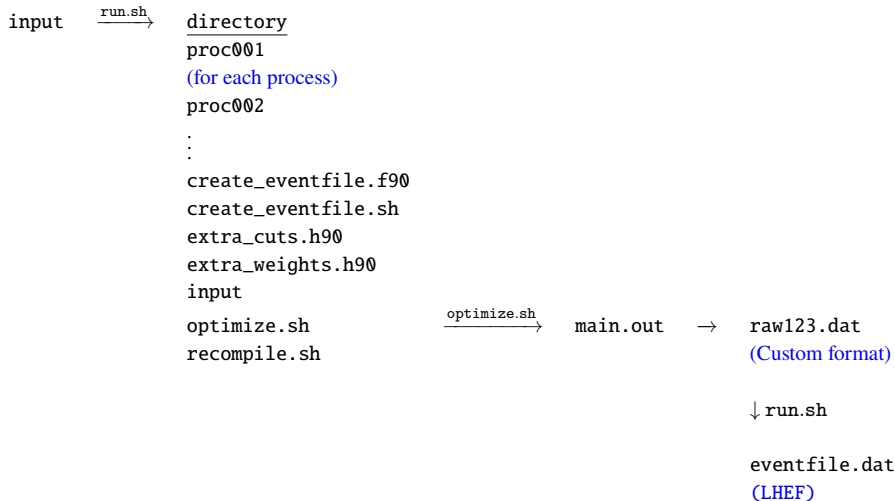 input run.sh directory
proc001
(for each process)
proc002
⋮
create_eventfile.f90
create_eventfile.sh
extra_cuts.h90
extra_weights.h90
input
optimize.sh optimize.sh main.out → raw123.dat
recompile.sh (Custom format)
↓ run.sh
eventfile.dat
(LHEF)